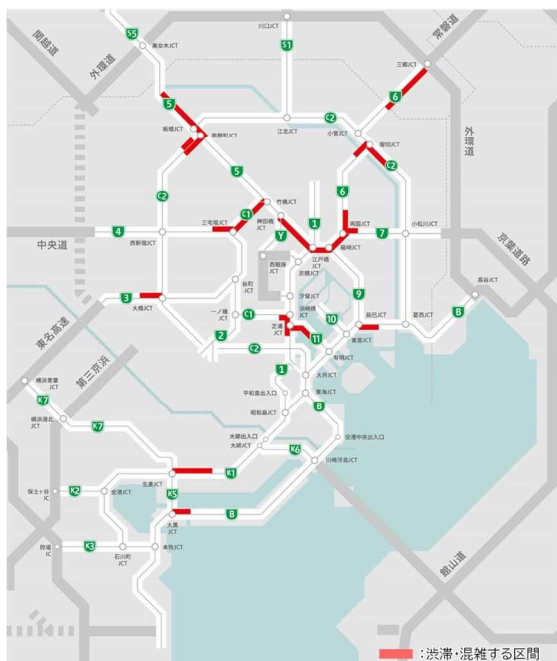 関越道
外環道
S5
美女木JCT
川口JCT
S1
常磐道
三郷JCT
外環道
5
6
板橋JCT
熊野町JCT
江北JCT
C2
小菅JCT
堀切JCT
C2
5
C2
6
竹橋JCT
C1
神田橋JCT
三宅坂JCT
1
両国JCT
4
Y
7
小松川JCT
中央道
西新宿JCT
江戸橋JCT
箱崎JCT
京葉道路
西銀座JCT
京橋JCT
高谷JCT
谷町JCT
9
3
汐留JCT
大橋JCT
浜崎橋JCT
一ノ橋JCT
C1
10
辰巳JCT
葛西JCT
B
芝浦JCT
東雲JCT
東名高速
2
11
C2
有明JCT
第三京浜
1
大井JCT
横浜青葉JCT
平和島出入口
東海JCT
K7
B
昭和島JCT
横浜港北JCT
K7
大師出入口
空港中央出入口
大師JCT
K6
川崎浮島JCT
生麦JCT
K1
保土ヶ谷IC
K2
金港JCT
K5
B
大黒JCT
狩場IC
K3
石川町JCT
本牧JCT
館山道
:渋滞・混雑する区間